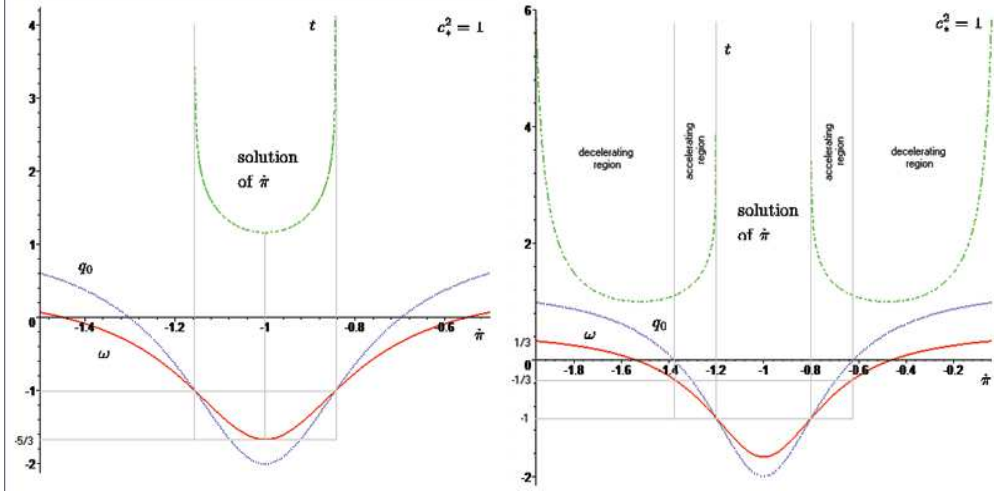 4
t
c²* = 1
3
solution
of π̇
2
1
q₀
0
-1.4
-1.2
-1
-0.8
0.6
π̇
ω
-1
-5/3
-2
6
c²* = 1
t
4
decelerating
region
accelerating
region
accelerating
region
decelerating
region
solution
of π̇
2
q₀
1/3
ω
0
-1.8
-1.6
-1.4
-1.2
-1
-0.8
-0.6
-0.4
-0.2
-1/3
π̇
-1
-2